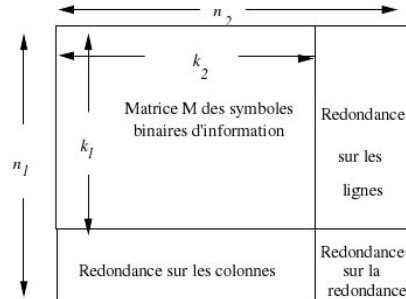 n2
k2
Matrice M des symboles
binaires d'information
k1
n1
Redondance
sur les
lignes
Redondance sur les colonnes
Redondance
sur la
redondance